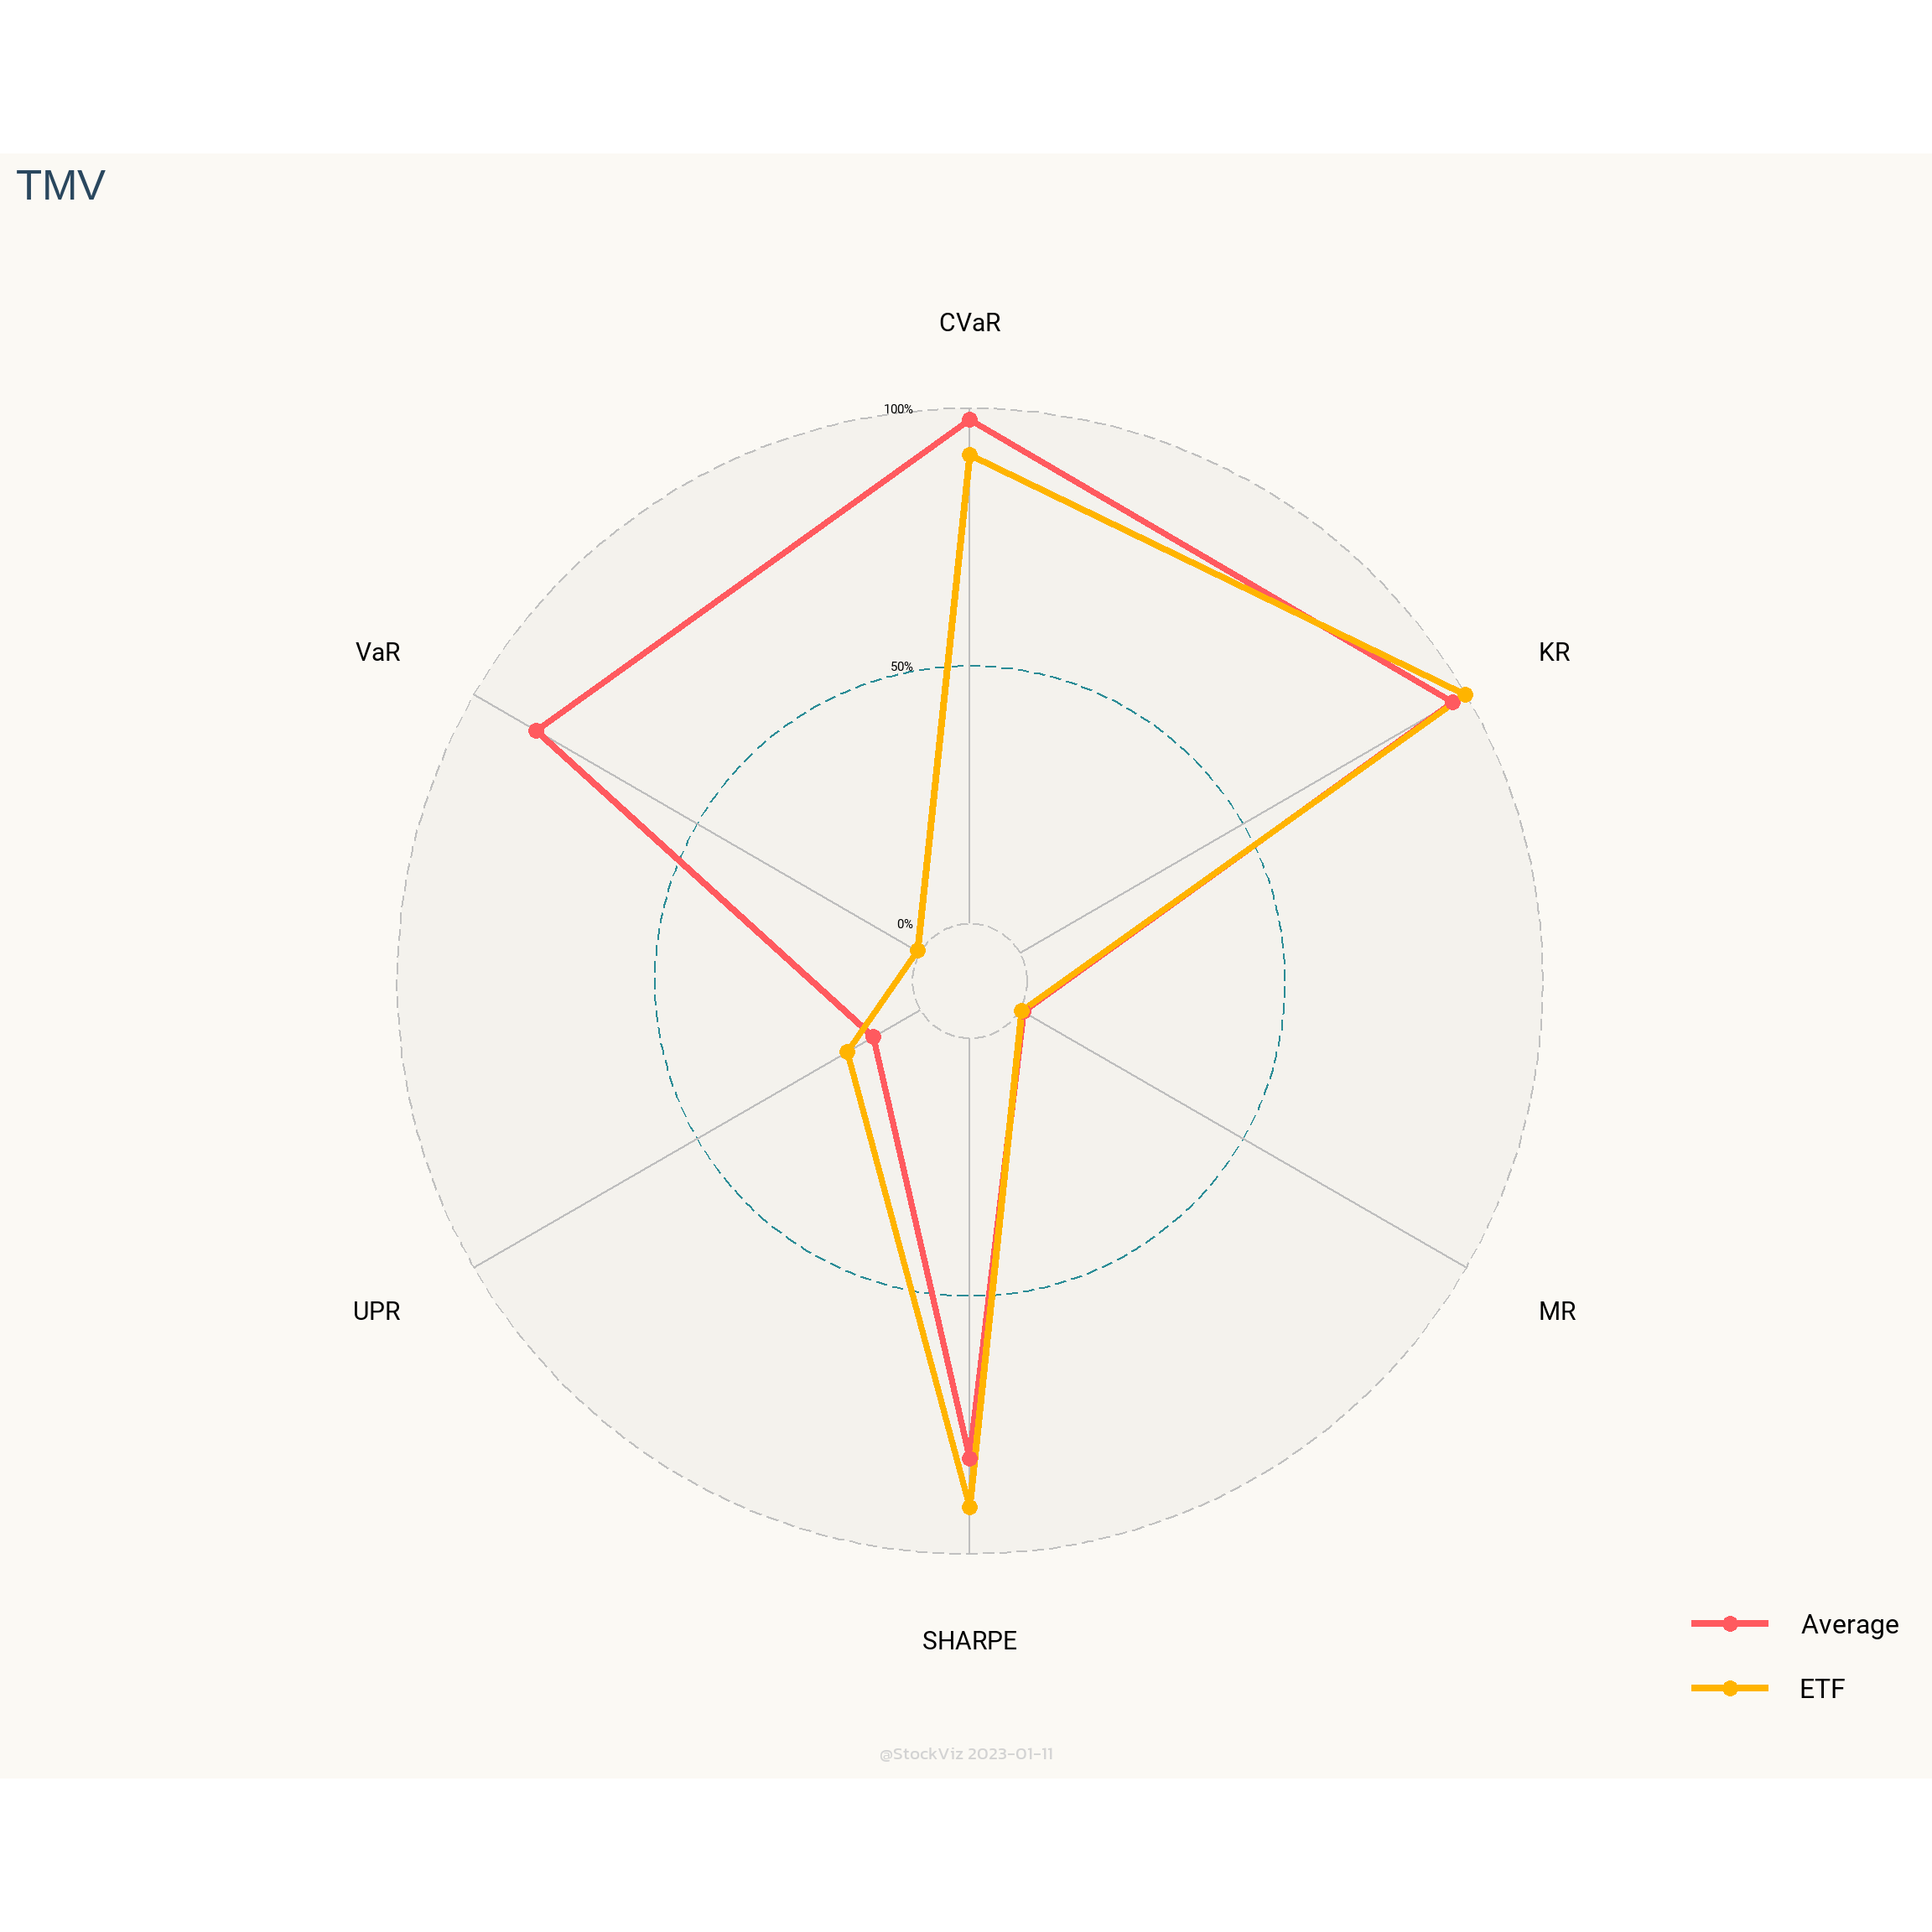 TMV
CVaR
100%
KR
VaR
50%
0%
UPR
MR
SHARPE
Average
ETF
@StockViz 2023-01-11